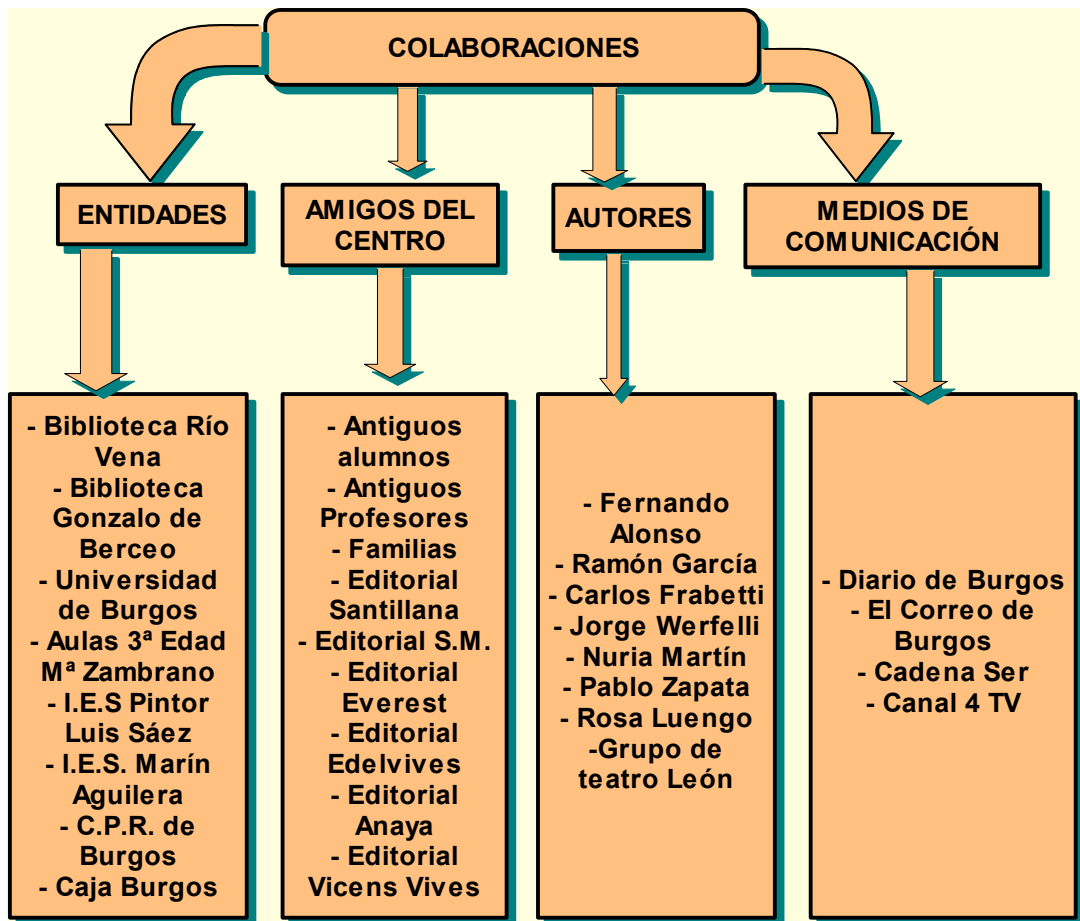 COLABORACIONES
ENTIDADES
AMIGOS DEL
CENTRO
AUTORES
MEDIOS DE
COMUNICACIÓN
- Biblioteca Río
Vena
- Biblioteca
Gonzalo de
Berceo
- Universidad
de Burgos
- Aulas 3ª Edad
Mª Zambrano
- I.E.S Pintor
Luis Sáez
- I.E.S. Marín
Aguilera
- C.P.R. de
Burgos
- Caja Burgos
- Antiguos
alumnos
- Antiguos
Profesores
- Familias
- Editorial
Santillana
- Editorial S.M.
- Editorial
Everest
- Editorial
Edelvives
- Editorial
Anaya
- Editorial
Vicens Vives
- Fernando
Alonso
- Ramón García
- Carlos Frabetti
- Jorge Werfelli
- Nuria Martín
- Pablo Zapata
- Rosa Luengo
-Grupo de
teatro León
- Diario de Burgos
- El Correo de
Burgos
- Cadena Ser
- Canal 4 TV